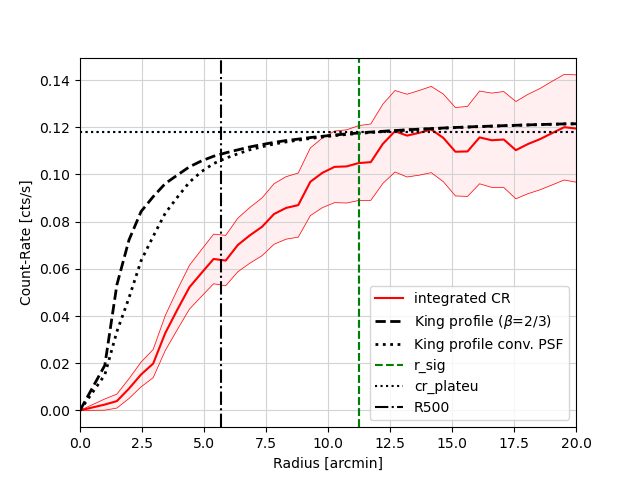 0.14
0.12
0.10
0.08
0.06
0.04
0.02
0.00
Count-Rate [cts/s]
0.0 2.5 5.0 7.5 10.0 12.5 15.0 17.5 20.0
Radius [arcmin]
integrated CR
King profile (β=2/3)
King profile conv. PSF
r_sig
cr_plateu
R500